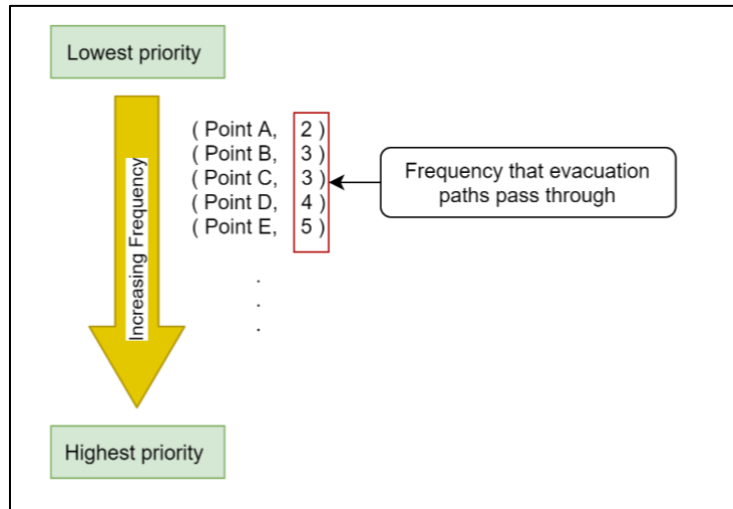 Lowest priority
Increasing Frequency
( Point A, 2 )
( Point B, 3 )
( Point C, 3 )
( Point D, 4 )
( Point E, 5 )
.
.
.
Frequency that evacuation
paths pass through
Highest priority